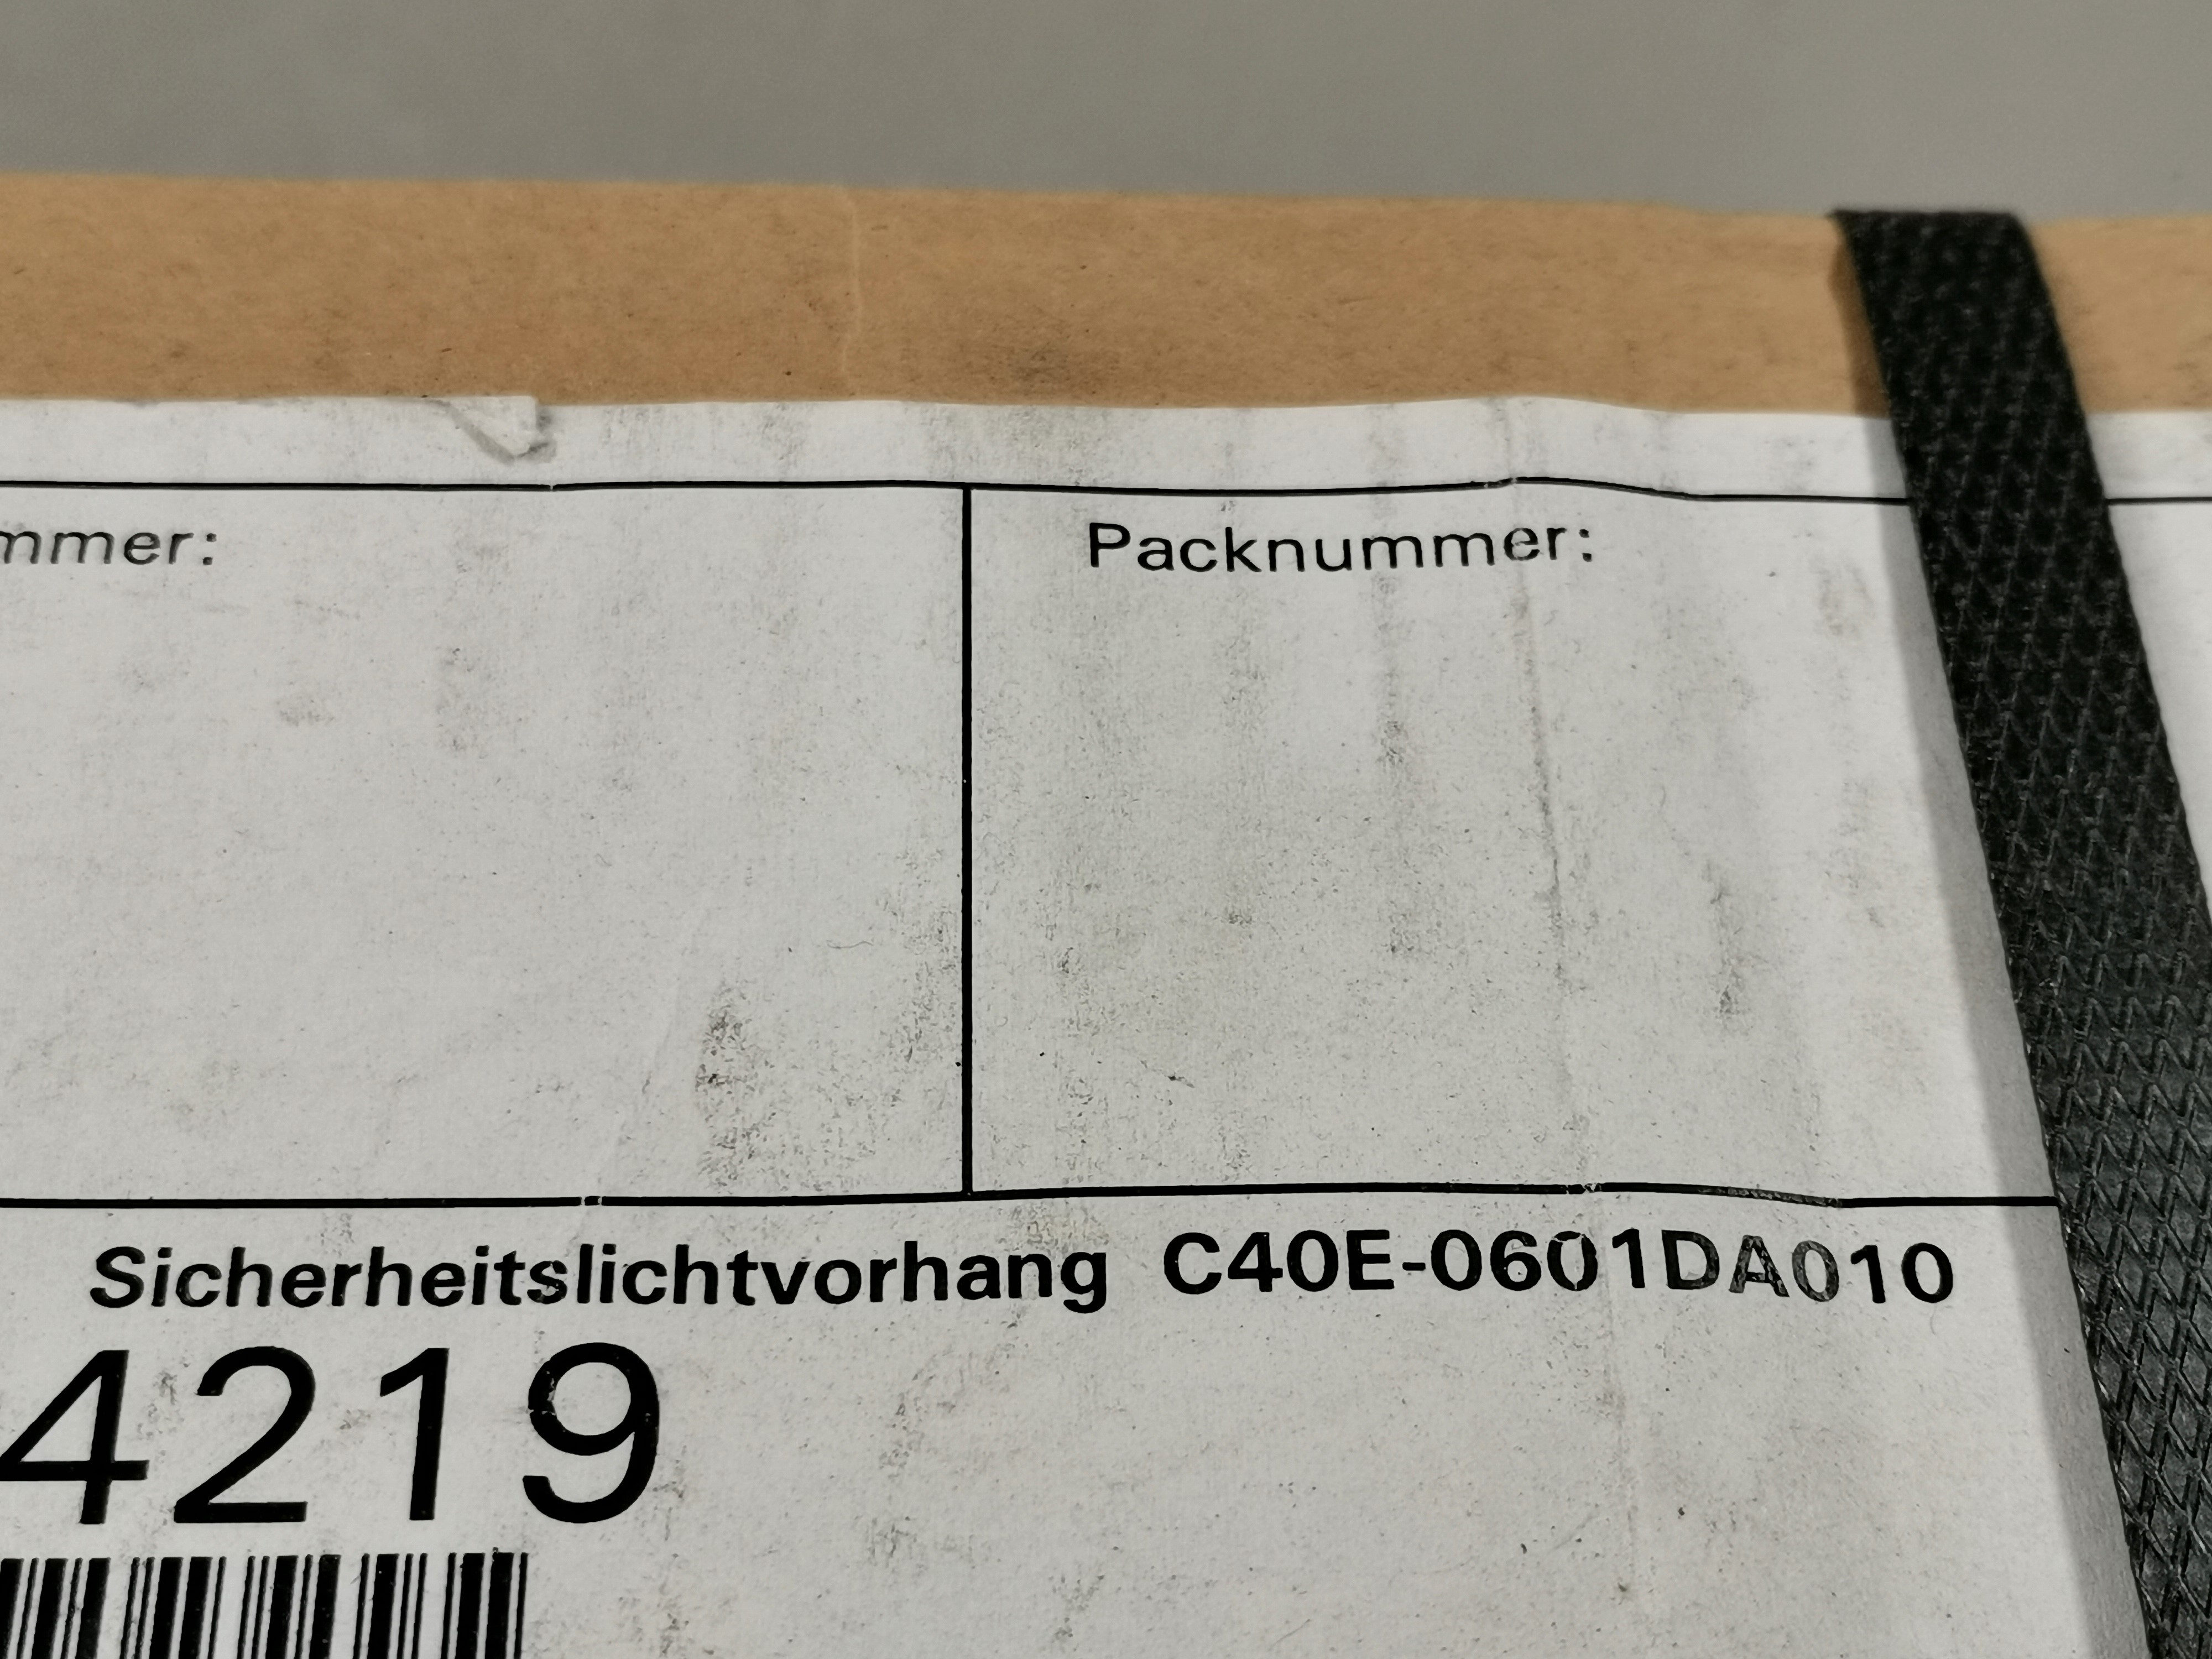 mmer:
Packnummer:
Sicherheitslichtvorhang C40E-0601DA010
4219